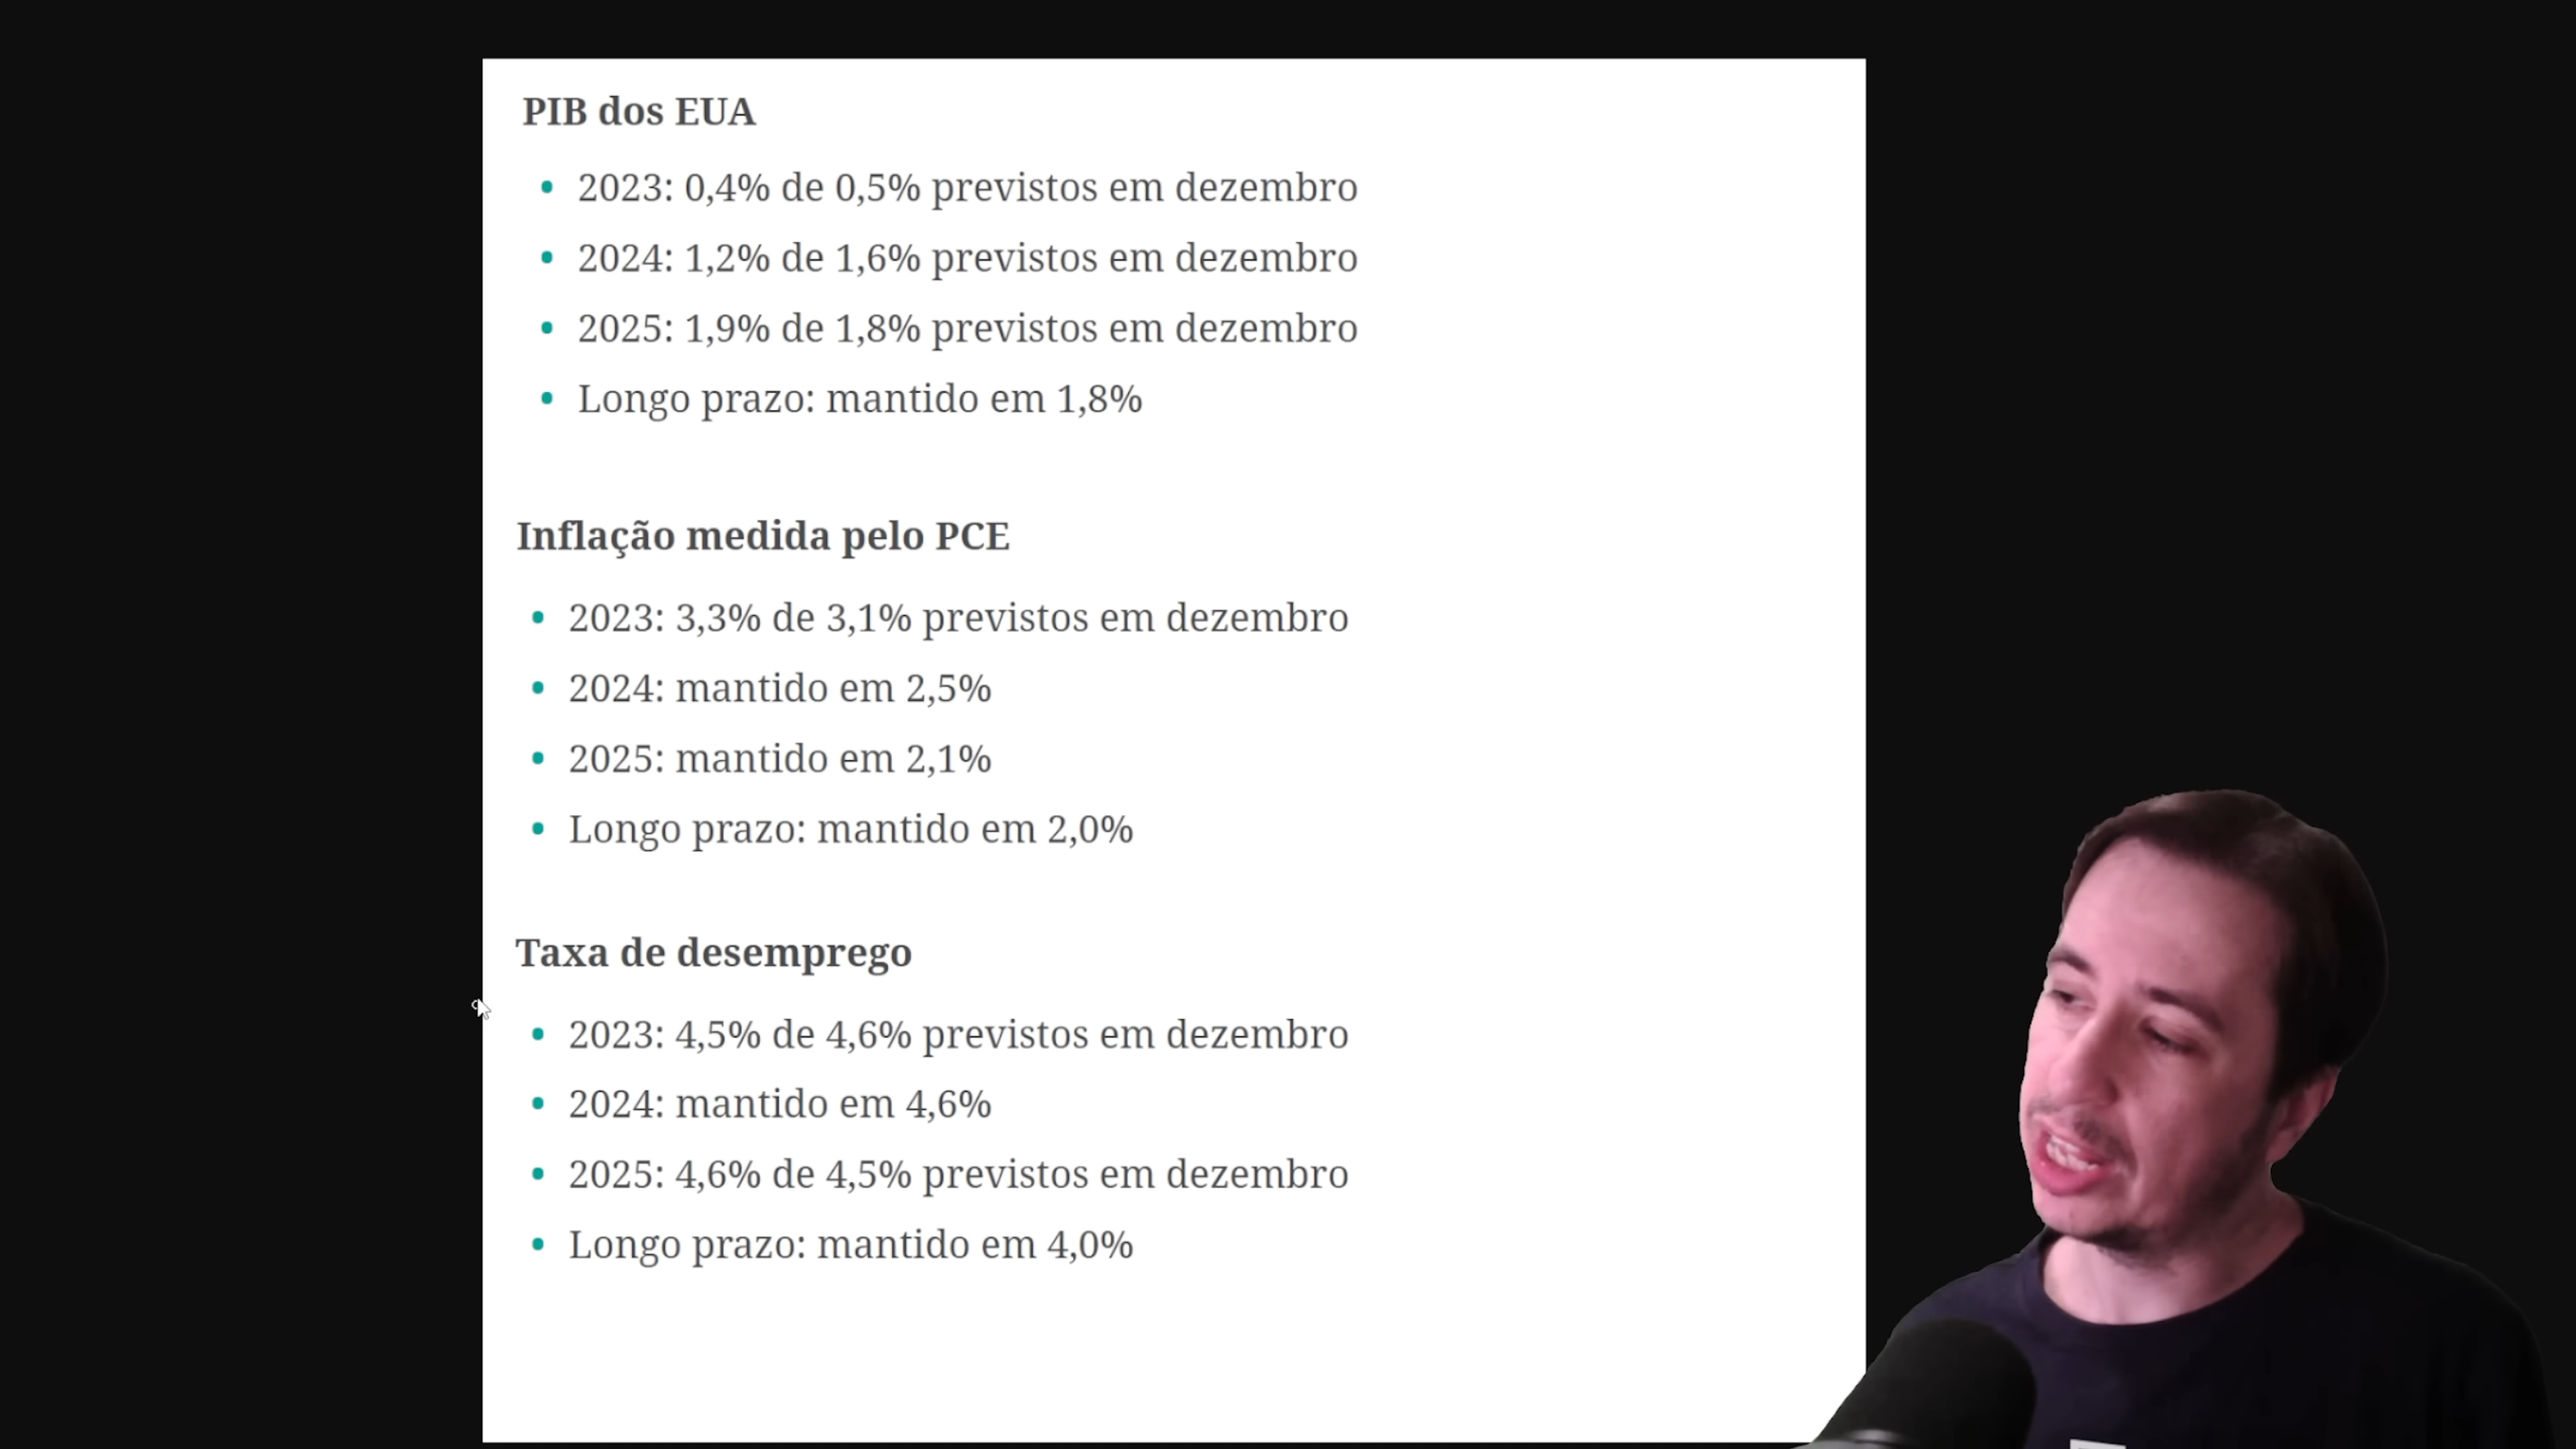 PIB dos EUA
• 2023: 0,4% de 0,5% previstos em dezembro
• 2024: 1,2% de 1,6% previstos em dezembro
• 2025: 1,9% de 1,8% previstos em dezembro
• Longo prazo: mantido em 1,8%
Inflação medida pelo PCE
• 2023: 3,3% de 3,1% previstos em dezembro
• 2024: mantido em 2,5%
• 2025: mantido em 2,1%
• Longo prazo: mantido em 2,0%
Taxa de desemprego
• 2023: 4,5% de 4,6% previstos em dezembro
• 2024: mantido em 4,6%
• 2025: 4,6% de 4,5% previstos em dezembro
• Longo prazo: mantido em 4,0%